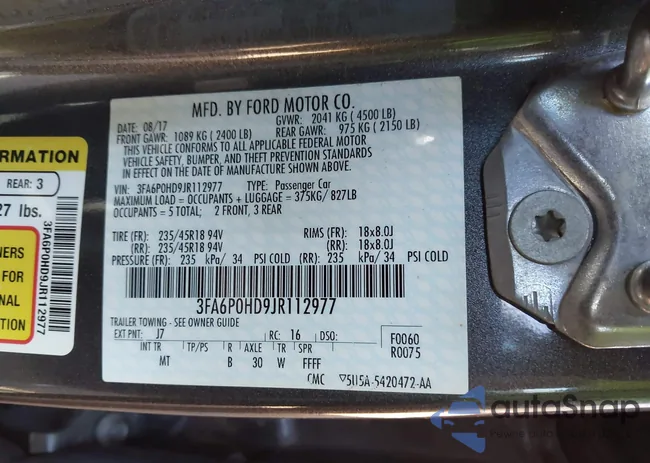 MFD. BY FORD MOTOR CO.
DATE: 08/17 GVWR: 2041 KG ( 4500 LB)
FRONT GAWR: 1089 KG ( 2400 LB) REAR GAWR: 975 KG ( 2150 LB)
THIS VEHICLE CONFORMS TO ALL APPLICABLE FEDERAL MOTOR
VEHICLE SAFETY, BUMPER, AND THEFT PREVENTION STANDARDS
IN EFFECT ON THE DATE OF MANUFACTURE SHOWN ABOVE.
VIN: 3FA6P0HD9JR112977 TYPE: Passenger Car
MAXIMUM LOAD = OCCUPANTS + LUGGAGE = 375KG/ 827LB
OCCUPANTS = 5 TOTAL; 2 FRONT, 3 REAR
TIRE (FR): 235/45R18 94V RIMS (FR): 18x8.0J
(RR): 235/45R18 94V (RR): 18x8.0J
PRESSURE (FR): 235 kPa/ 34 PSI COLD (RR): 235 kPa/ 34 PSI COLD
3FA6P0HD9JR112977
TRAILER TOWING - SEE OWNER GUIDE
EXT PNT: J7 RC: 16 DSO: F0060
R0075
INT TR TP/PS R AXLE TR SPR
MT B 30 W FFFF
CMC ▽5U5A-5420472-AA
ORMATION
REAR: 3
27 lbs.
NERS
FOR
NAL
TION
3FA6P0HD9JR112977
autoSnap